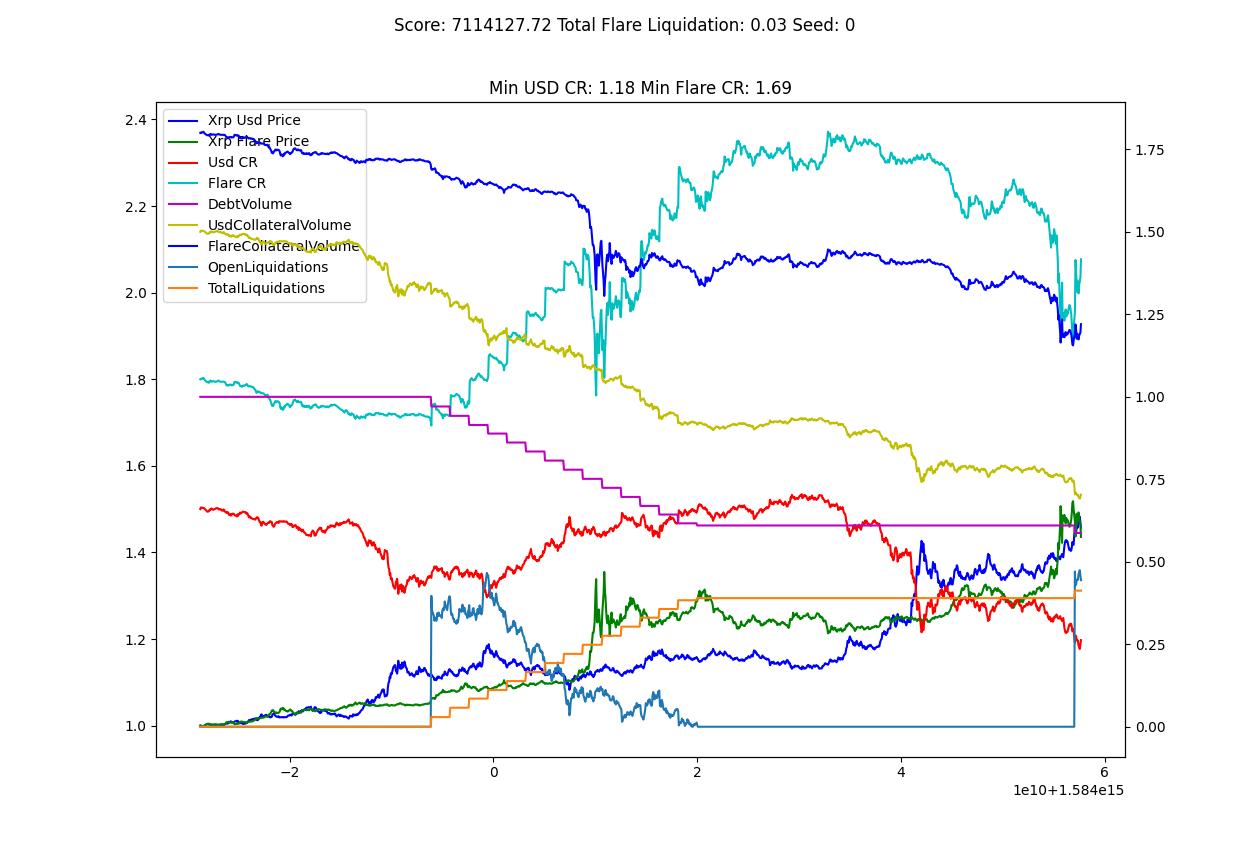 Score: 7114127.72 Total Flare Liquidation: 0.03 Seed: 0
Min USD CR: 1.18 Min Flare CR: 1.69
Xrp Usd Price
Xrp Flare Price
Usd CR
Flare CR
DebtVolume
UsdCollateralVolume
FlareCollateralVolume
OpenLiquidations
TotalLiquidations
2.4
2.2
2.0
1.8
1.6
1.4
1.2
1.0
1.75
1.50
1.25
1.00
0.75
0.50
0.25
0.00
−2
0
2
4
6
1e10+1.584e15